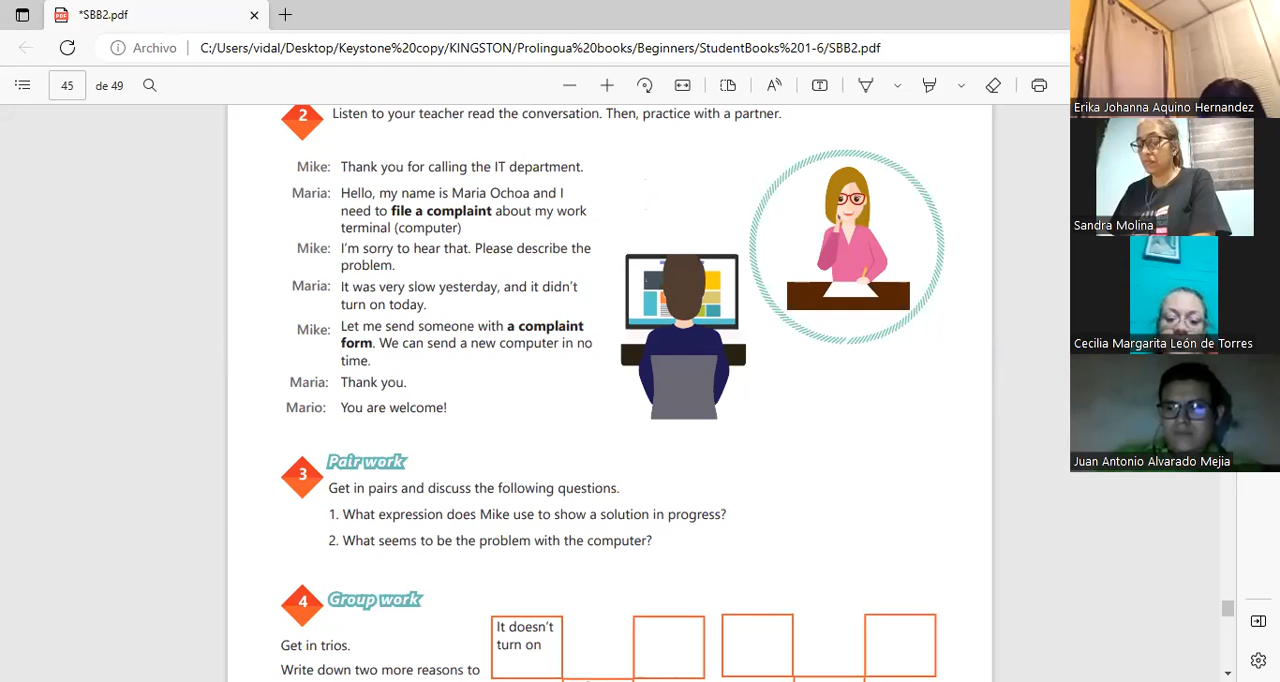 *SBB2.pdf
Archivo
C:/Users/vidal/Desktop/Keystone%20copy/KINGSTON/Prolingua%20books/Beginners/StudentBooks%201-6/SBB2.pdf
45
de 49
2
Listen to your teacher read the conversation. Then, practice with a partner.
Mike: Thank you for calling the IT department.
Maria: Hello, my name is Maria Ochoa and I
need to file a complaint about my work
terminal (computer)
Mike: I'm sorry to hear that. Please describe the
problem.
Maria: It was very slow yesterday, and it didn't
turn on today.
Mike: Let me send someone with a complaint
form. We can send a new computer in no
time.
Maria: Thank you.
Mario: You are welcome!
3
Pair work
Get in pairs and discuss the following questions.
1. What expression does Mike use to show a solution in progress?
2. What seems to be the problem with the computer?
4
Group work
Get in trios.
Write down two more reasons to
It doesn't
turn on
Erika Johanna Aquino Hernandez
Sandra Molina
Cecilia Margarita León de Torres
Juan Antonio Alvarado Mejia